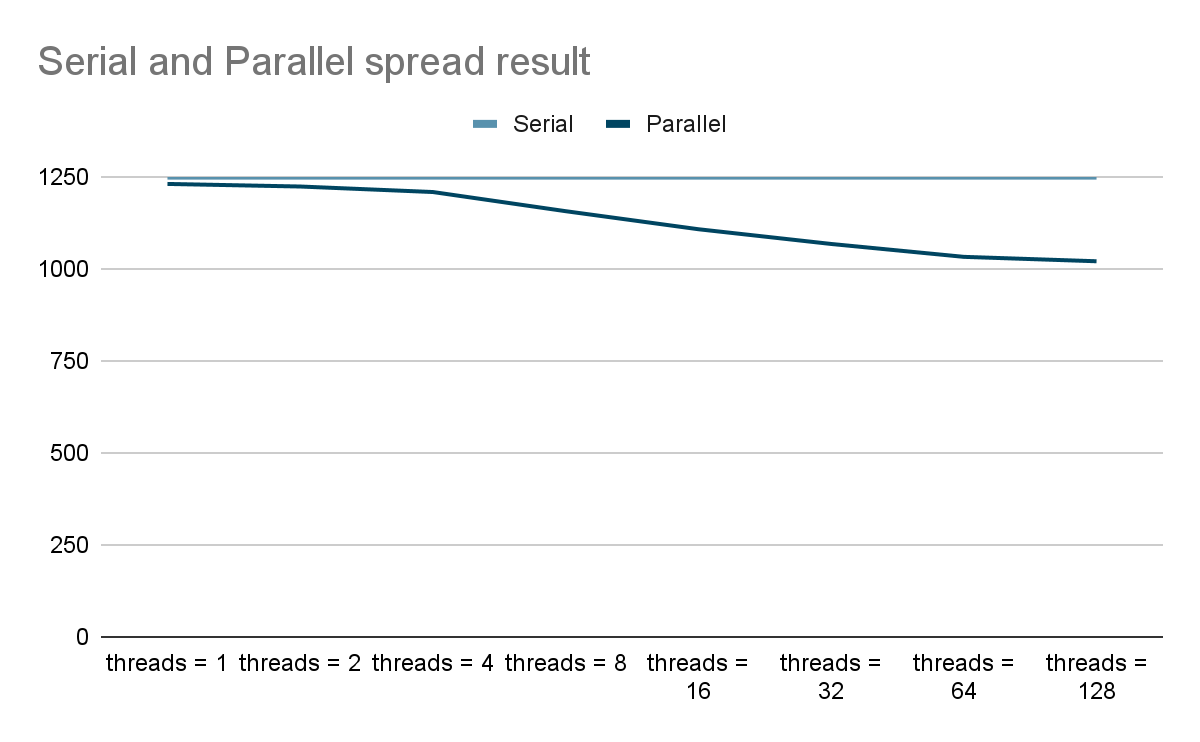 Serial and Parallel spread result
Serial Parallel
1250
1000
750
500
250
0
threads = 1 threads = 2 threads = 4 threads = 8 threads = 16 threads = 32 threads = 64 threads = 128